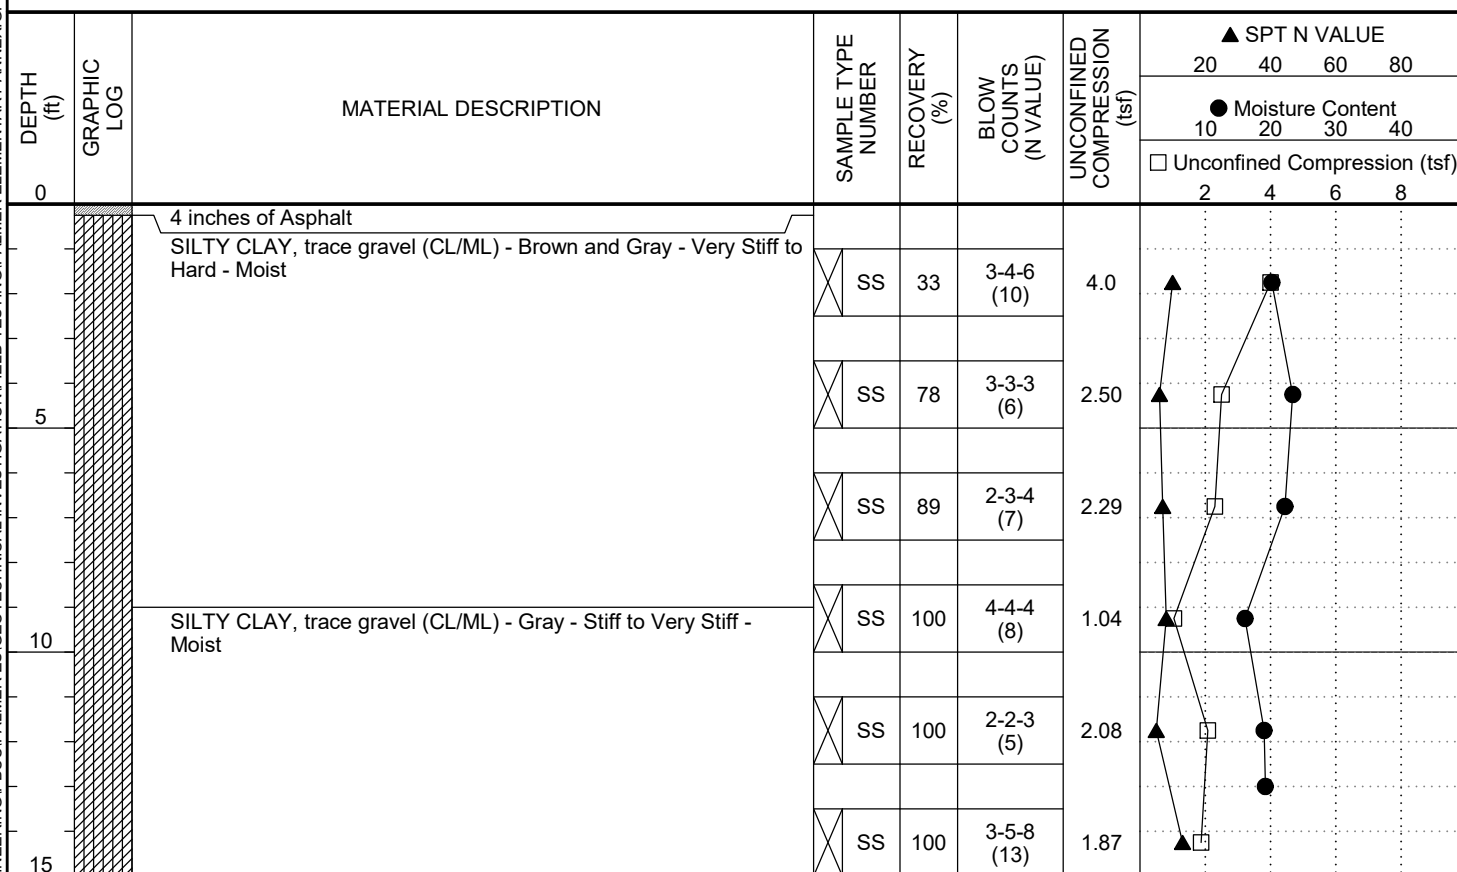 DEPTH
(ft)
GRAPHIC
LOG
MATERIAL DESCRIPTION
SAMPLE TYPE
NUMBER
RECOVERY
(%)
BLOW
COUNTS
(N VALUE)
UNCONFINED
COMPRESSION
(tsf)
SPT N VALUE
20 40 60 80
Moisture Content
10 20 30 40
Unconfined Compression (tsf)
2 4 6 8
0
4 inches of Asphalt
SILTY CLAY, trace gravel (CL/ML) - Brown and Gray - Very Stiff to
Hard - Moist
SS 33 3-4-6 4.0
(10)
SS 78 3-3-3 2.50
(6)
5
SS 89 2-3-4 2.29
(7)
SILTY CLAY, trace gravel (CL/ML) - Gray - Stiff to Very Stiff -
Moist
SS 100 4-4-4 1.04
(8)
10
SS 100 2-2-3 2.08
(5)
SS 100 3-5-8 1.87
(13)
15